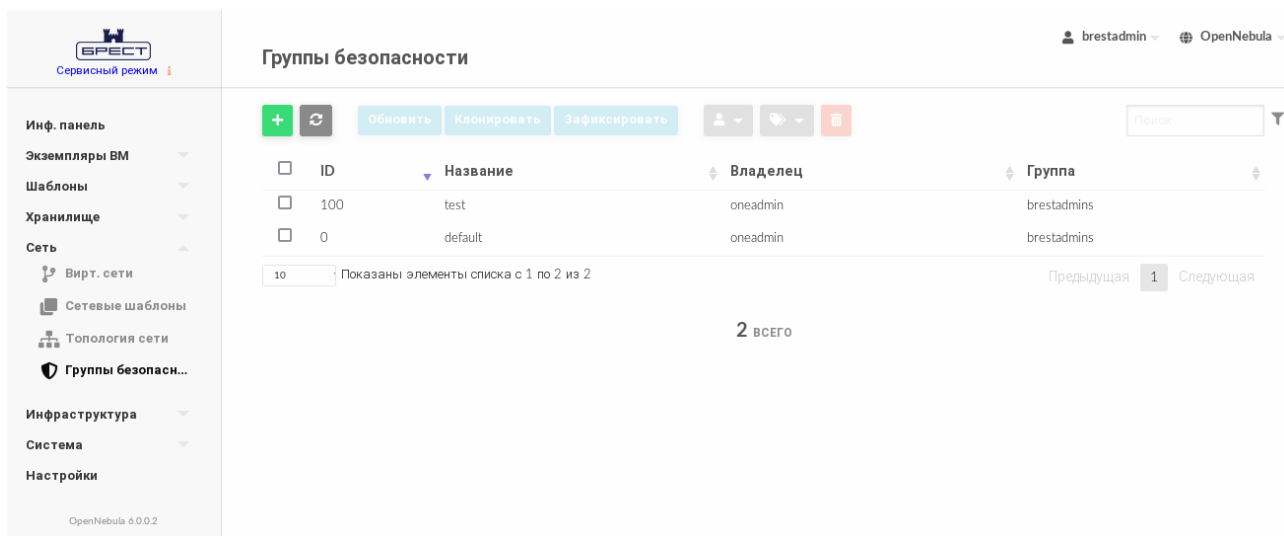 БРЕСТ
Сервисный режим
Группы безопасности
brestadmin
OpenNebula
Инф. панель
Экземпляры ВМ
Шаблоны
Хранилище
Сеть
Вирт. сети
Сетевые шаблоны
Топология сети
Группы безопасн...
Инфраструктура
Система
Настройки
OpenNebula 6.0.0.2
Обновить Клонировать Зафиксировать Поиск
ID Название Владелец Группа
100 test oneadmin brestadmins
0 default oneadmin brestadmins
10 Показаны элементы списка с 1 по 2 из 2 Предыдущая 1 Следующая
2 ВСЕГО